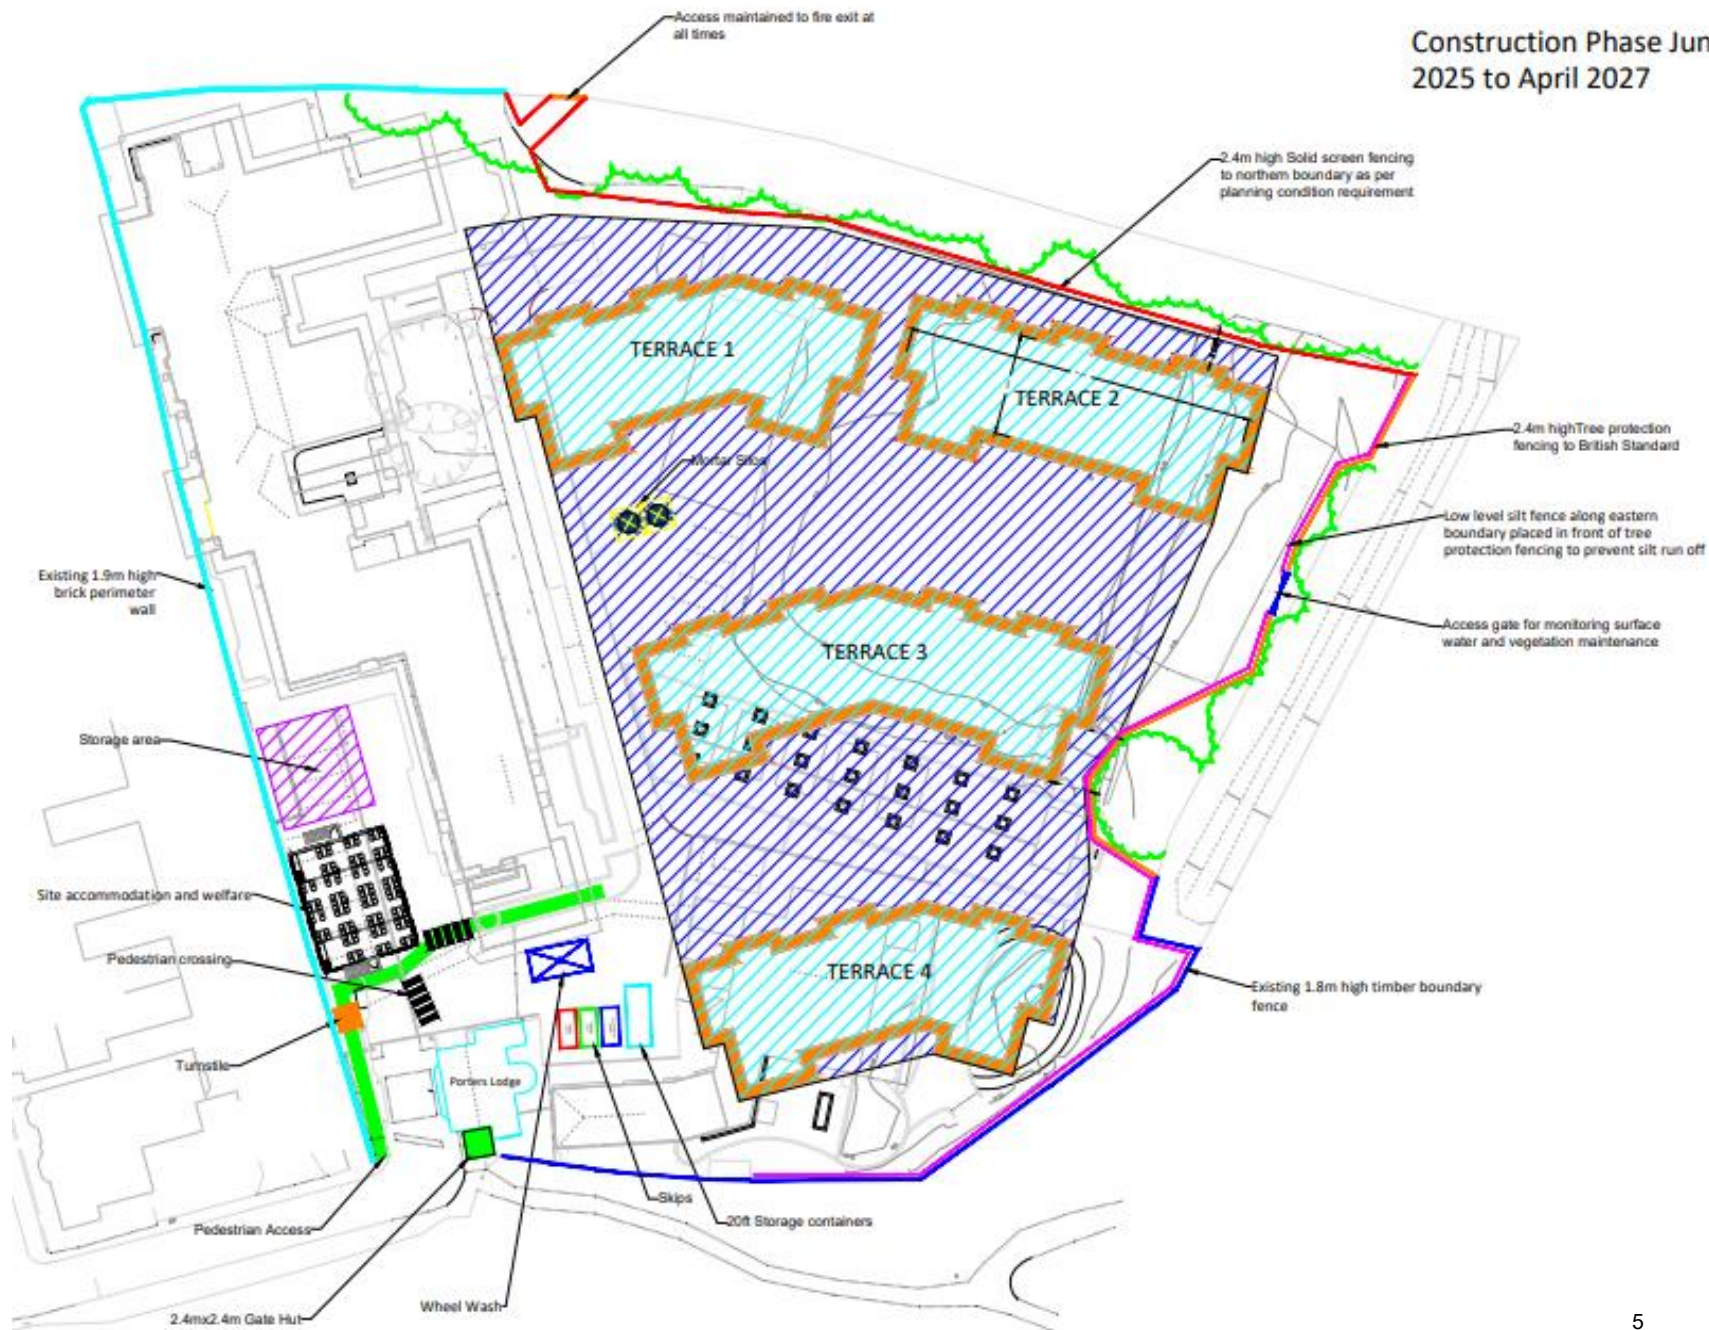 Access maintained to fire exit at
all times
Construction Phase Jun
2025 to April 2027
2.4m high Solid screen fencing
to northern boundary as per
planning condition requirement
TERRACE 1
TERRACE 2
2.4m highTree protection
fencing to British Standard
Mortar Silos
Low level silt fence along eastern
boundary placed in front of tree
protection fencing to prevent silt run off
Existing 1.9m high
brick perimeter
wall
Access gate for monitoring surface
water and vegetation maintenance
TERRACE 3
Storage area
Site accommodation and welfare
Pedestrian crossing
TERRACE 4
Existing 1.8m high timber boundary
fence
Turnstile
Porters Lodge
Skips
20ft Storage containers
Pedestrian Access
Wheel Wash
2.4mx2.4m Gate Hut
5